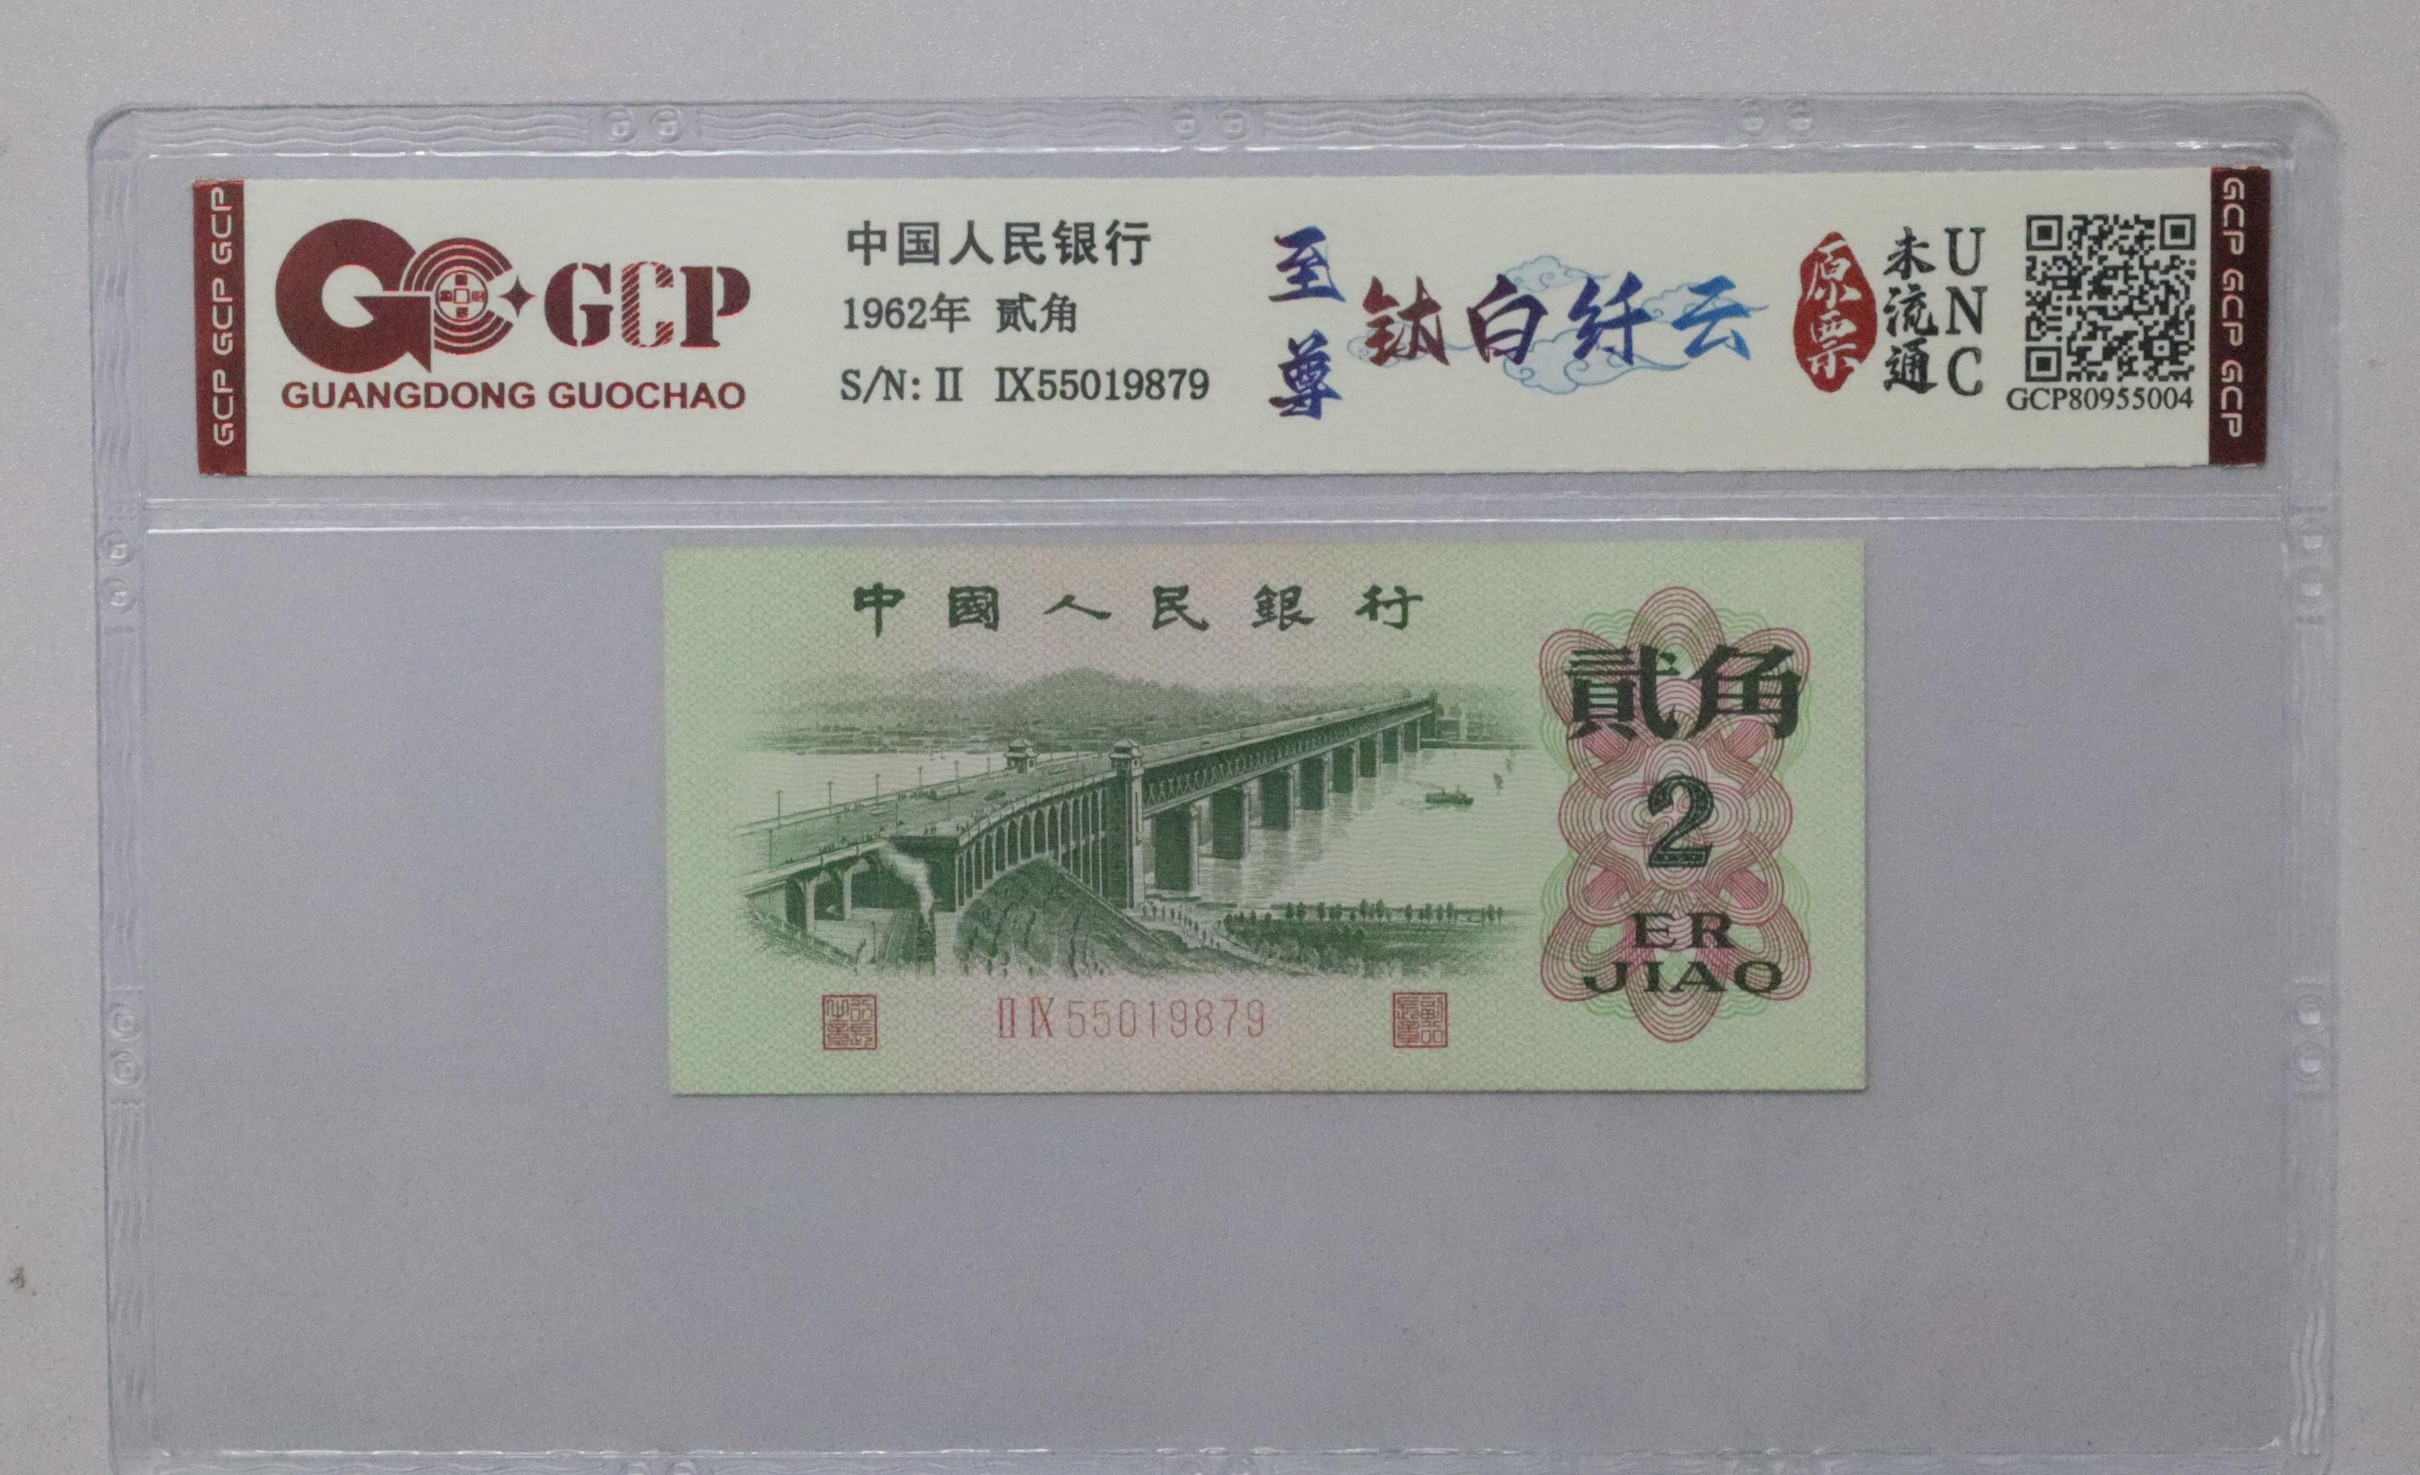 GCP GCP GCP
GCP
GUANGDONG GUOCHAO
中国人民银行
1962年 贰角
S/N: II IX55019879
至尊
钛白纤云
原票
未流通
UNC
GCP80955004
GCP GCP GCP
中國人民銀行
貳角
2
ER
JIAO
II IX 55019879